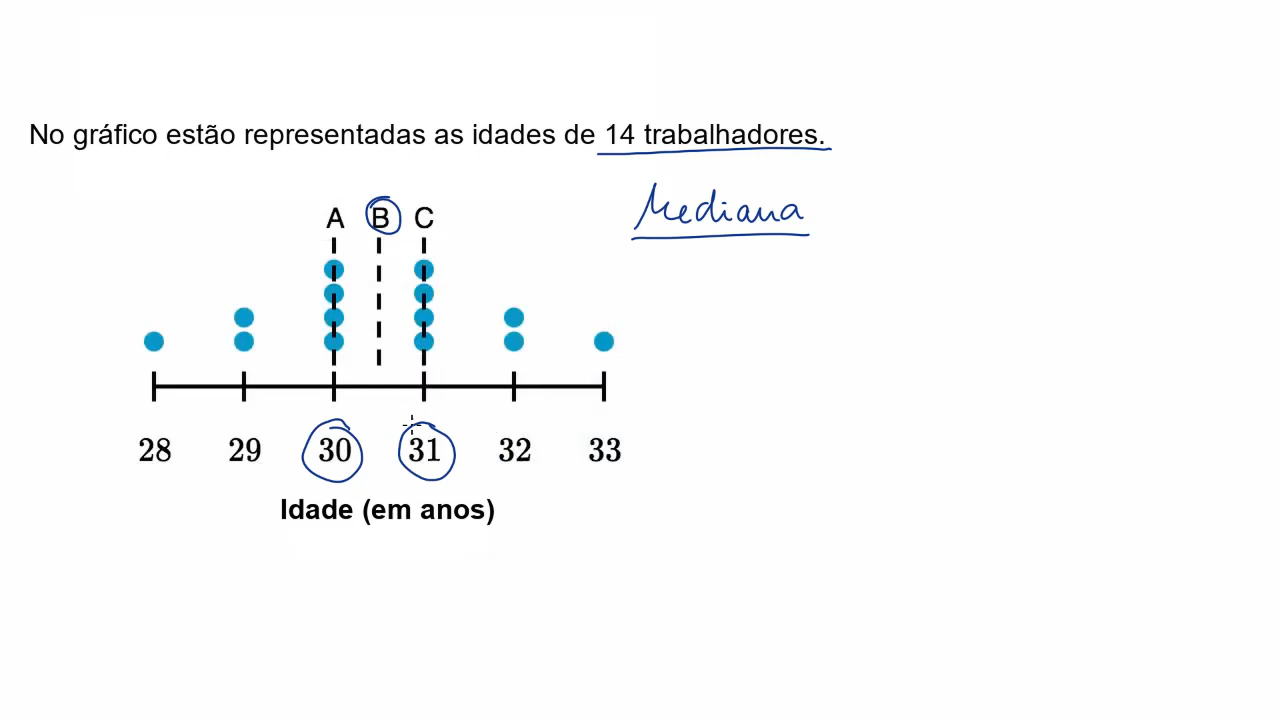 No gráfico estão representadas as idades de 14 trabalhadores.
Mediana
A B C
28 29 30 31 32 33
Idade (em anos)